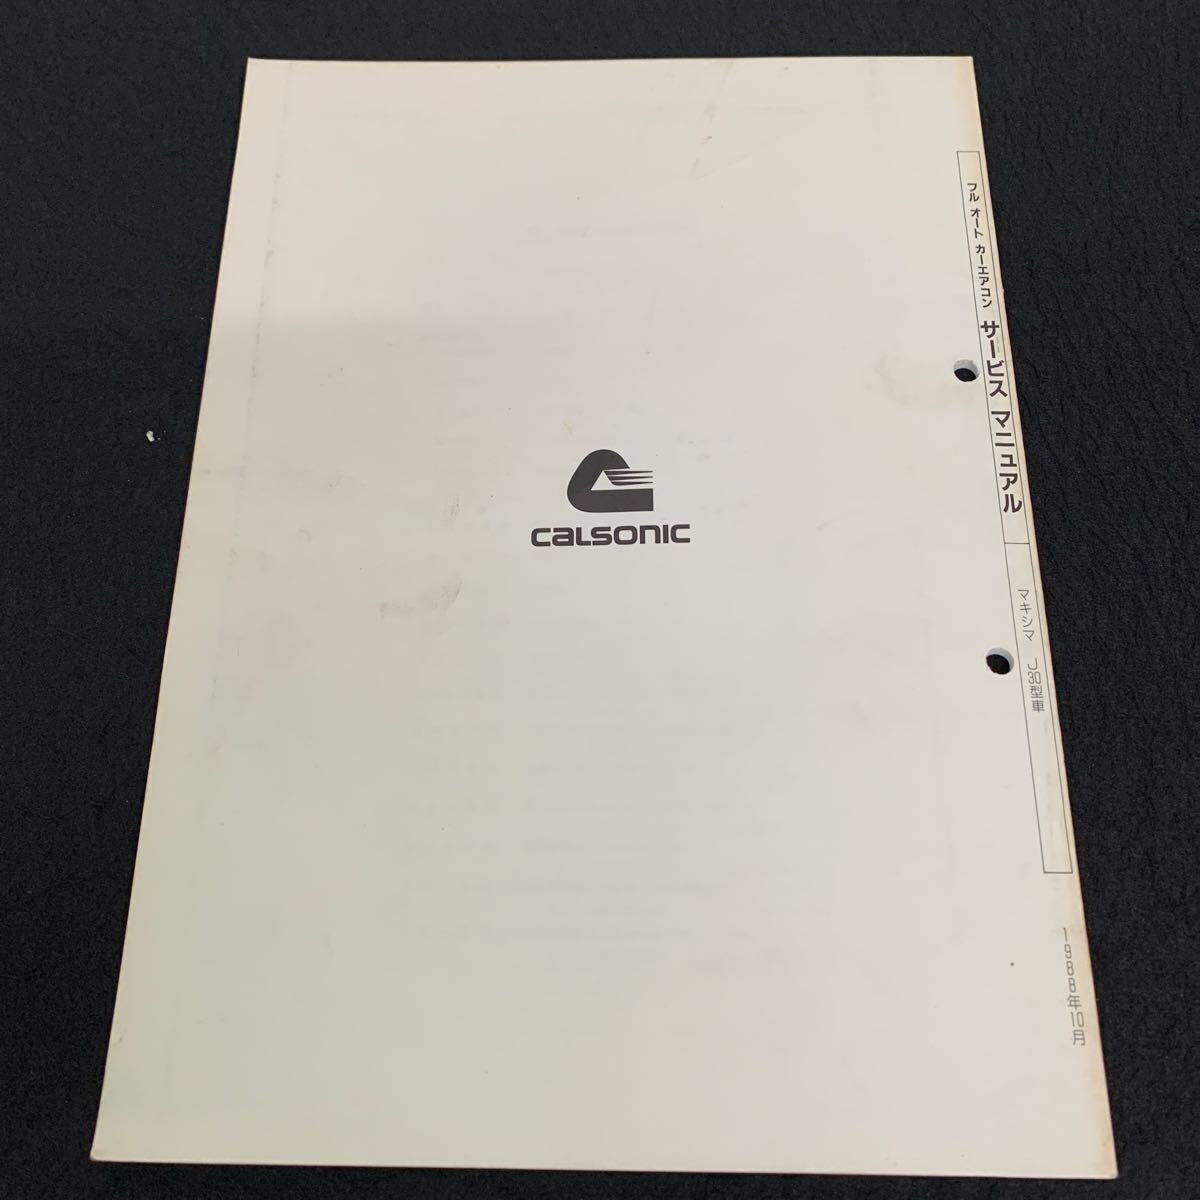 CALSONIC
フル オート カーエアコン サービス マニュアル
マキシマ J30型車
1988年10月